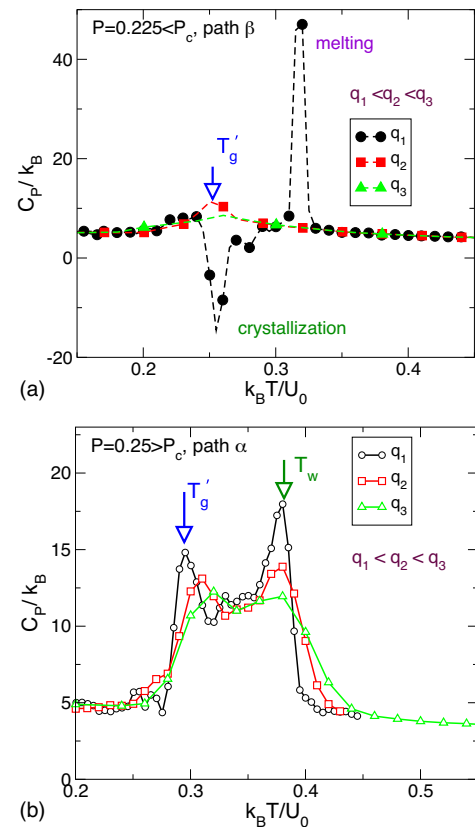 P=0.225<P_c, path β
melting
q_1 <q_2 <q_3
q_1
q_2
q_3
T_g'
crystallization
C_P/ k_B
40
20
0
-20
0.2
0.3
0.4
k_BT/U_0
(a)
P=0.25>P_c, path α
T_g'
T_w
q_1
q_2
q_3
q_1 < q_2 < q_3
C_P/ k_B
20
15
10
5
0
0.2
0.3
0.4
0.5
k_BT/U_0
(b)